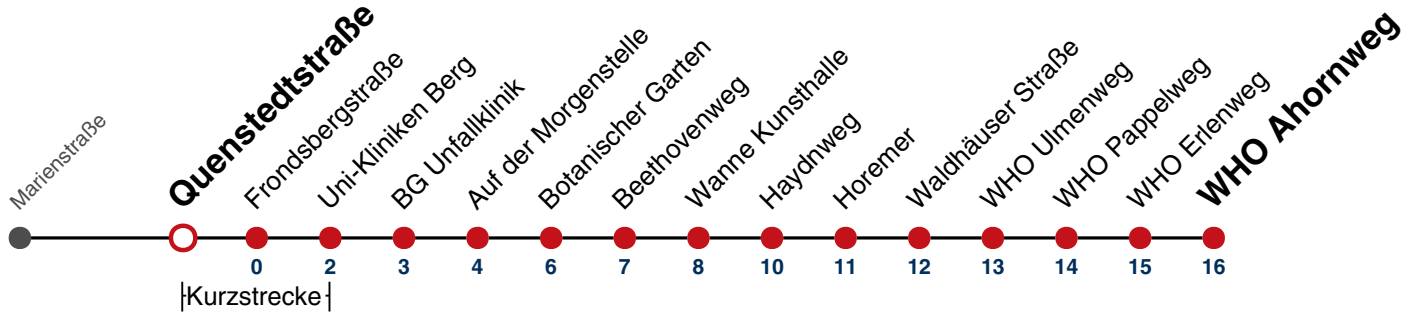 Marienstraße
Quenstedtstraße
Frondsbergstraße
Uni-Kliniken Berg
BG Unfallklinik
Auf der Morgenstelle
Botanischer Garten
Beethovenweg
Wanne Kunsthalle
Haydnweg
Horemer
Waldhäuser Straße
WHO Ulmenweg
WHO Pappelweg
WHO Erlenweg
WHO Ahornweg
0 2 3 4 6 7 8 10 11 12 13 14 15 16
Kurzstrecke